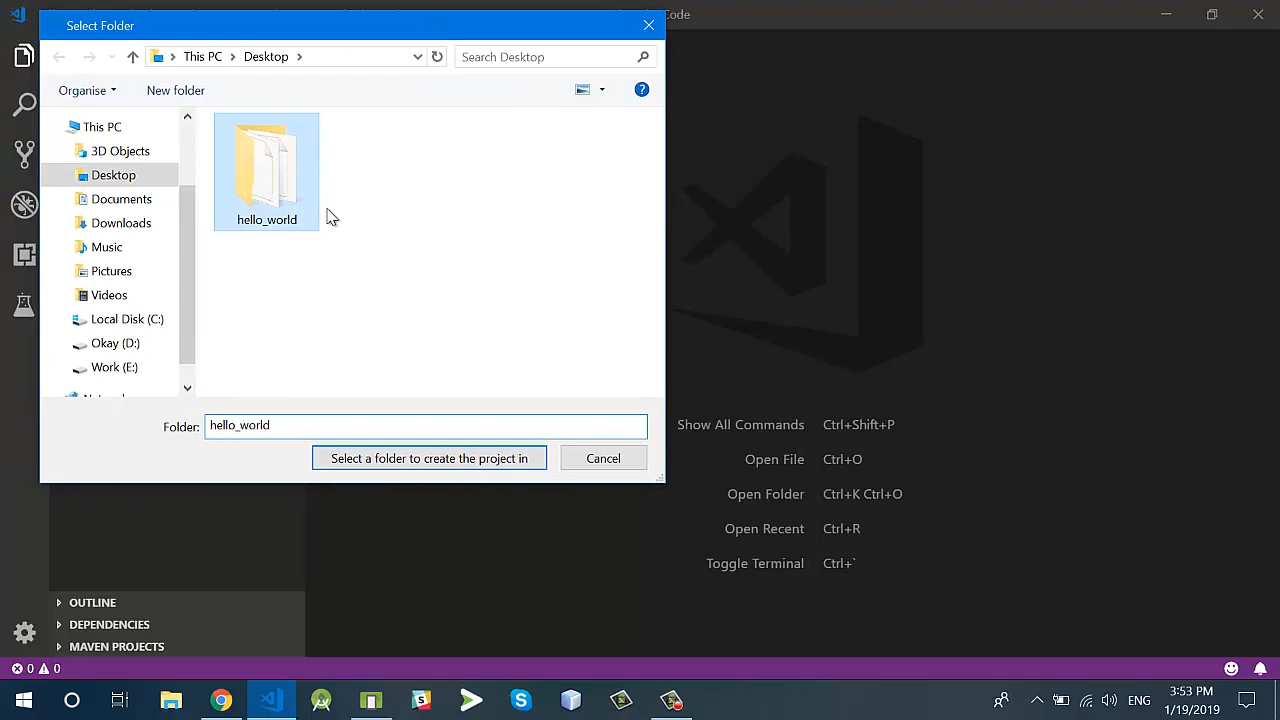 Select Folder
Code
This PC
Desktop
Search Desktop
Organise
New folder
This PC
3D Objects
Desktop
Documents
Downloads
Music
Pictures
Videos
Local Disk (C:)
Okay (D:)
Work (E:)
hello_world
Folder: hello_world
Select a folder to create the project in
Cancel
Show All Commands Ctrl+Shift+P
Open File Ctrl+O
Open Folder Ctrl+K Ctrl+O
Open Recent Ctrl+R
Toggle Terminal Ctrl+`
OUTLINE
DEPENDENCIES
MAVEN PROJECTS
0 0
ENG
3:53 PM
1/19/2019